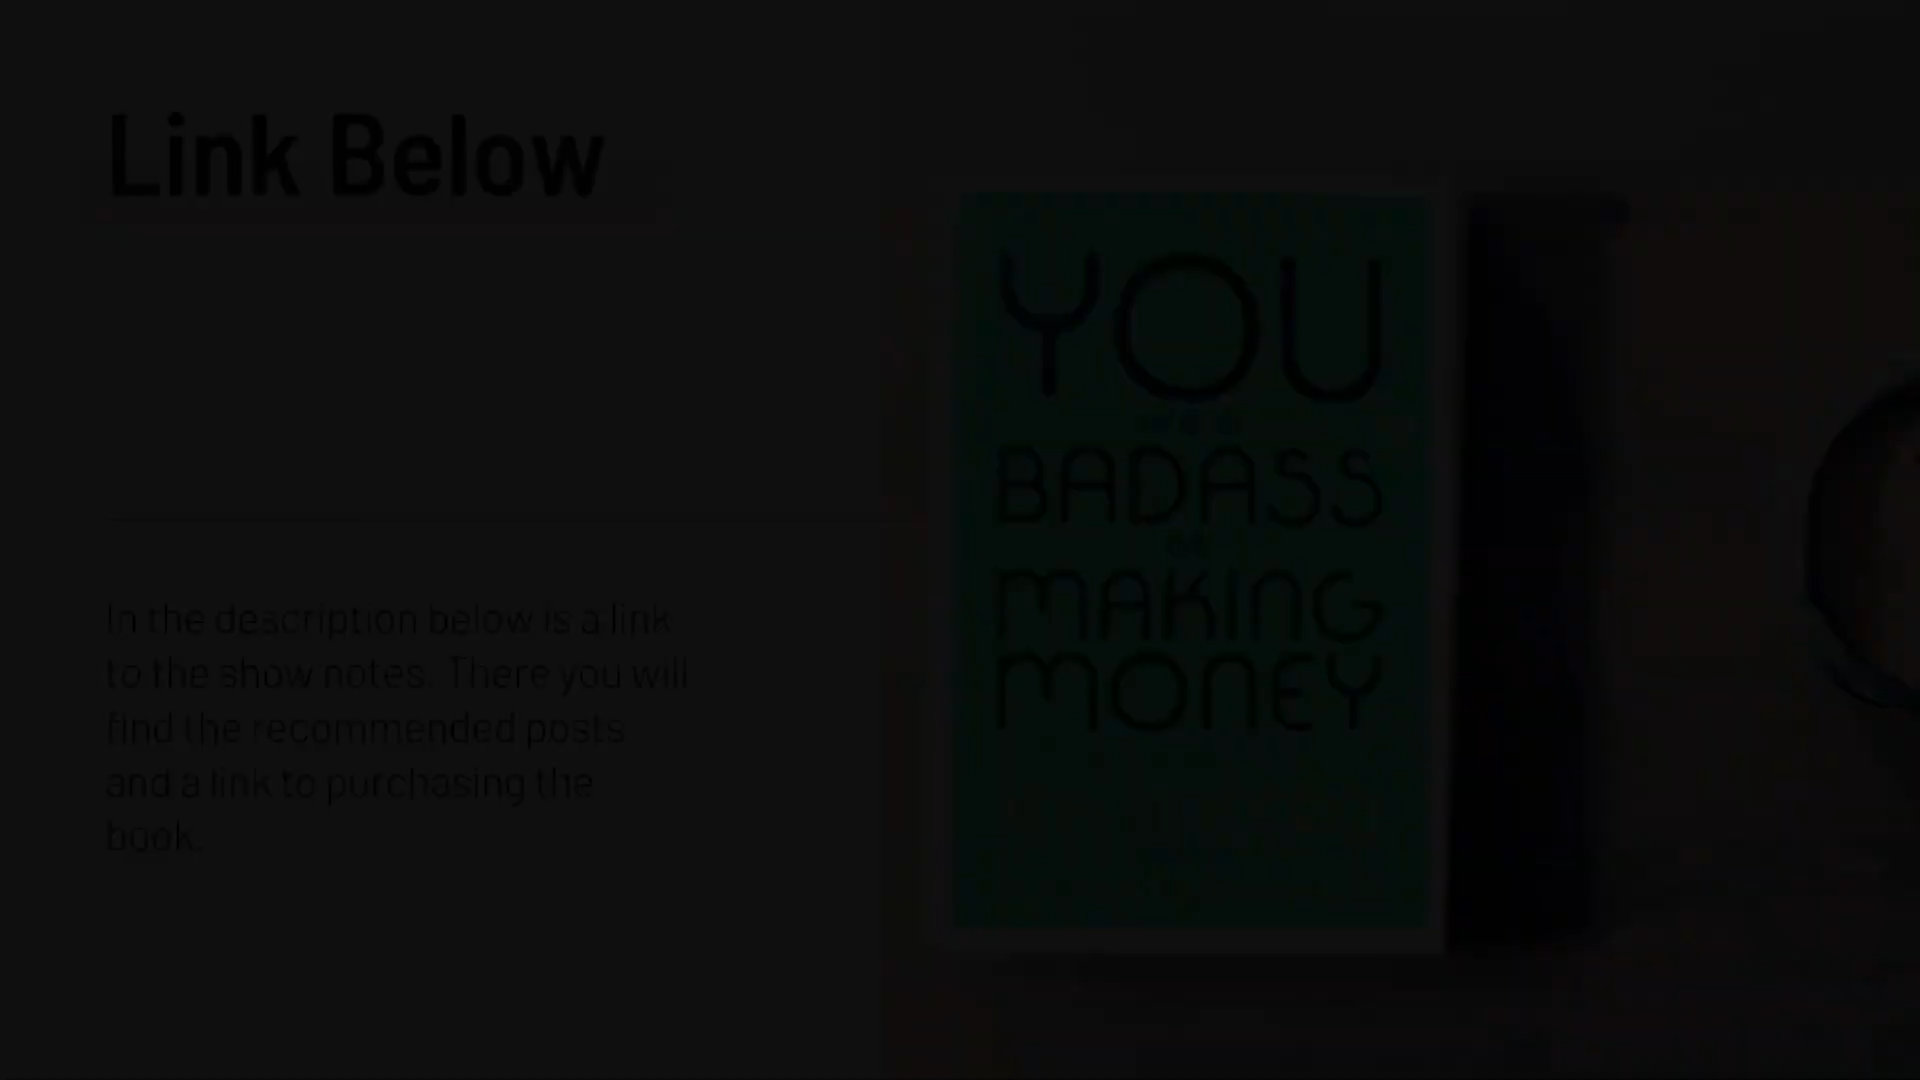 Link Below
In the deacription below is a link
to the show notes. There you will
find the recommended posts
and a link to purchasing the
book.
YOU
BADASS
MAKING
MONEY